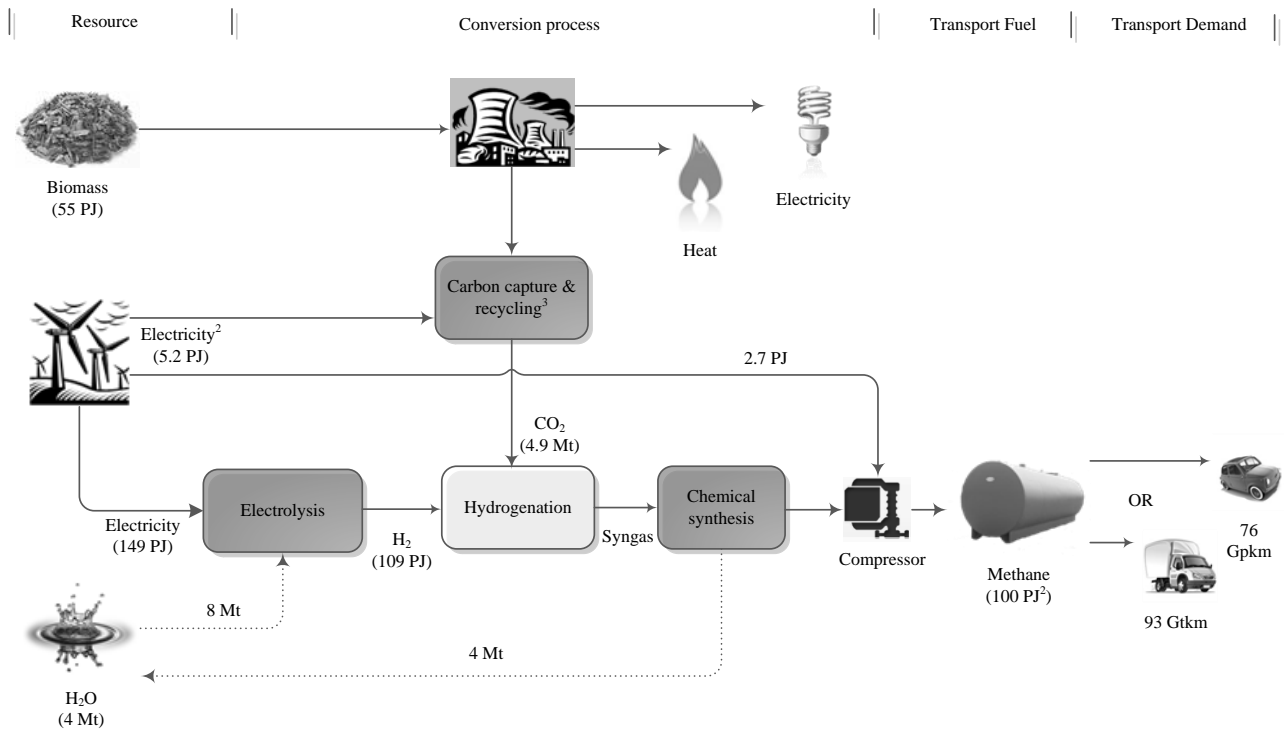 Resource
Conversion process
Transport Fuel
Transport Demand
Biomass
(55 PJ)
Electricity
Heat
Carbon capture &
recycling³
Electricity²
(5.2 PJ)
2.7 PJ
CO₂
(4.9 Mt)
Electrolysis
Hydrogenation
Chemical
synthesis
Electricity
(149 PJ)
H₂
(109 PJ)
Syngas
Compressor
Methane
(100 PJ²)
OR
76
Gpkm
93 Gtkm
8 Mt
4 Mt
H₂O
(4 Mt)